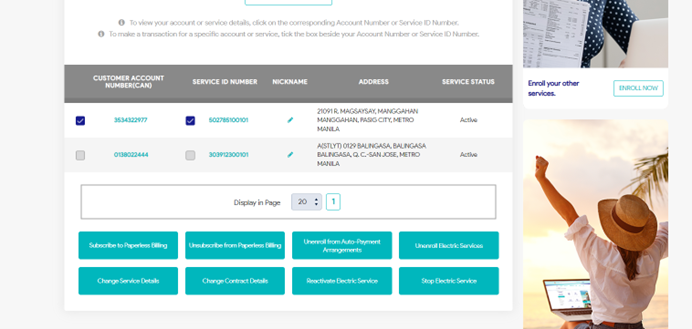 To view your account or service details, click on the corresponding Account Number or Service ID Number.
To make a transaction for a specific account or service, tick the box beside your Account Number or Service ID Number.
CUSTOMER ACCOUNT
NUMBER(CAN)
SERVICE ID NUMBER
NICKNAME
ADDRESS
SERVICE STATUS
3534322977
502785100101
21091 R. MAGSAYSAY, MANGGAHAN
MANGGAHAN, PASIG CITY, METRO
MANILA
Active
0138022444
303912300101
A(STLYT) 0129 BALINGASA, BALINGASA
BALINGASA, Q. C.-SAN JOSE, METRO
MANILA
Active
Display in Page 20 1
Subscribe to Paperless Billing
Unsubscribe from Paperless Billing
Unenroll from Auto-Payment
Arrangements
Unenroll Electric Services
Change Service Details
Change Contract Details
Reactivate Electric Service
Stop Electric Service
Enroll your other
services.
ENROLL NOW